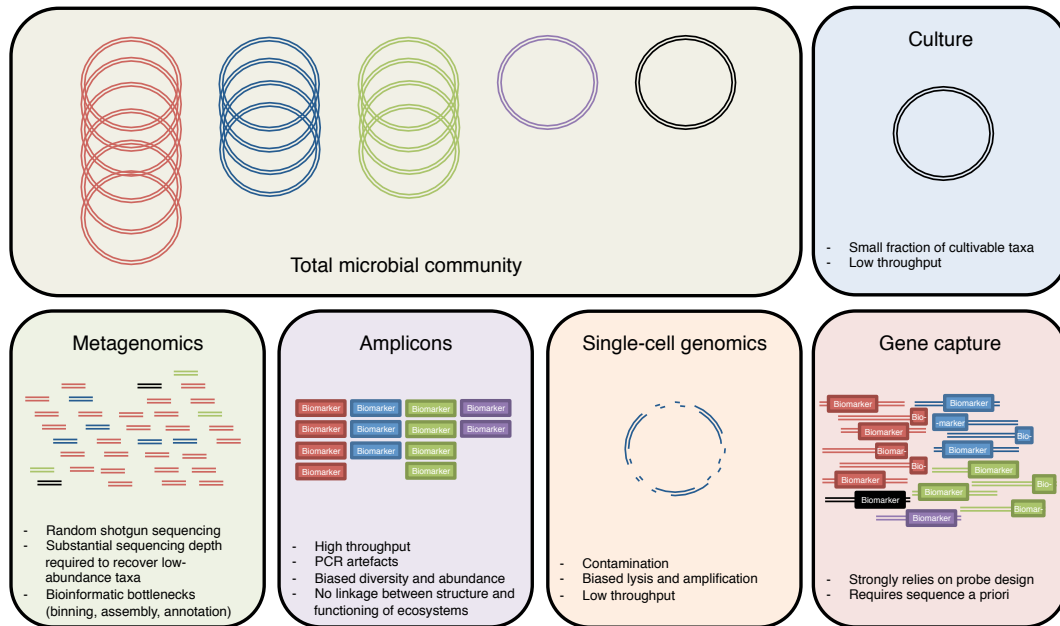 Total microbial community
Culture
- Small fraction of cultivable taxa
- Low throughput
Metagenomics
- Random shotgun sequencing
- Substantial sequencing depth
required to recover low-
abundance taxa
- Bioinformatic bottlenecks
(binning, assembly, annotation)
Amplicons
Biomarker Biomarker Biomarker Biomarker
Biomarker Biomarker Biomarker Biomarker
Biomarker Biomarker Biomarker
Biomarker Biomarker
- High throughput
- PCR artefacts
- Biased diversity and abundance
- No linkage between structure and
functioning of ecosystems
Single-cell genomics
- Contamination
- Biased lysis and amplification
- Low throughput
Gene capture
Biomarker Biomarker
Bio- -marker
Biomarker Bio-
Biomar- Biomarker
Bio-
Biomarker Bio-
Biomarker Biomarker
Biomar-
Biomarker
- Strongly relies on probe design
- Requires sequence a priori